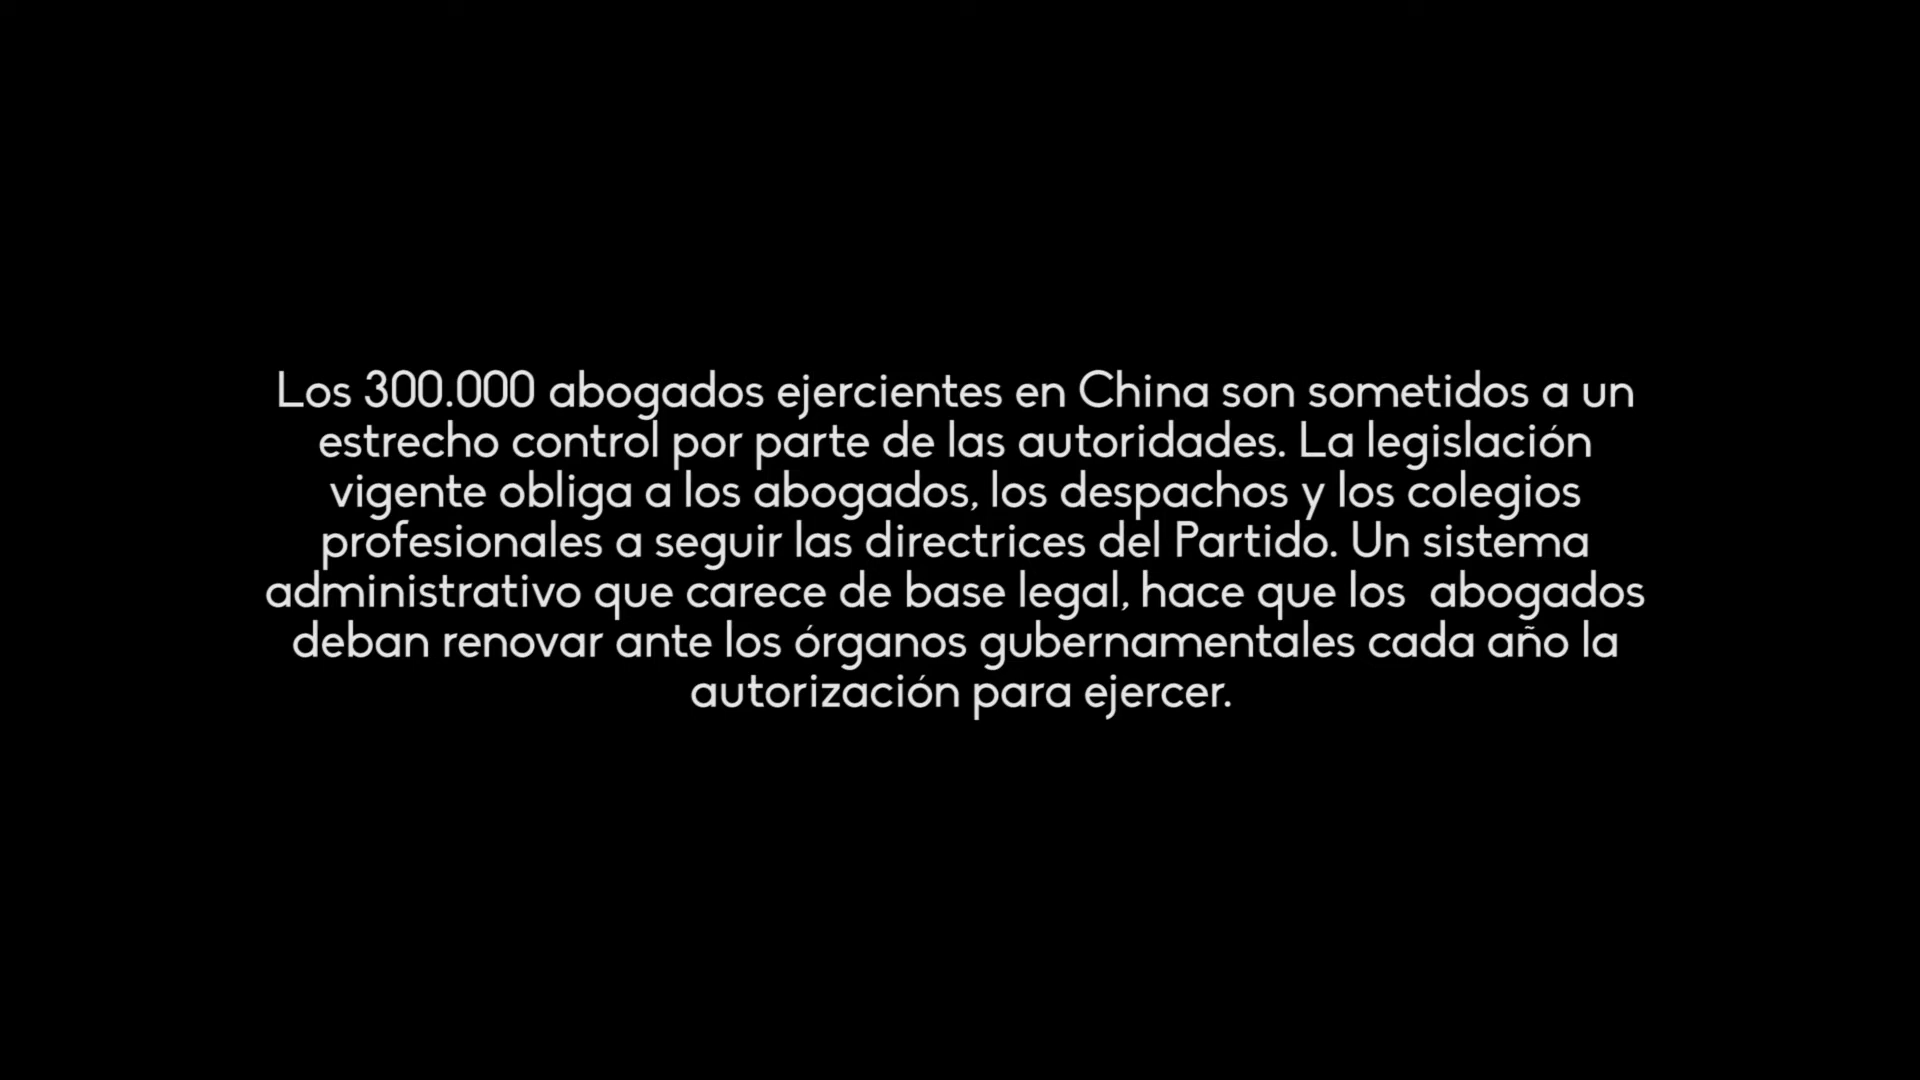 Los 300.000 abogados ejercientes en China son sometidos a un
estrecho control por parte de las autoridades. La legislación
vigente obliga a los abogados, los despachos y los colegios
profesionales a seguir las directrices del Partido. Un sistema
administrativo que carece de base legal, hace que los  abogados
deban renovar ante los órganos gubernamentales cada año la
autorización para ejercer.